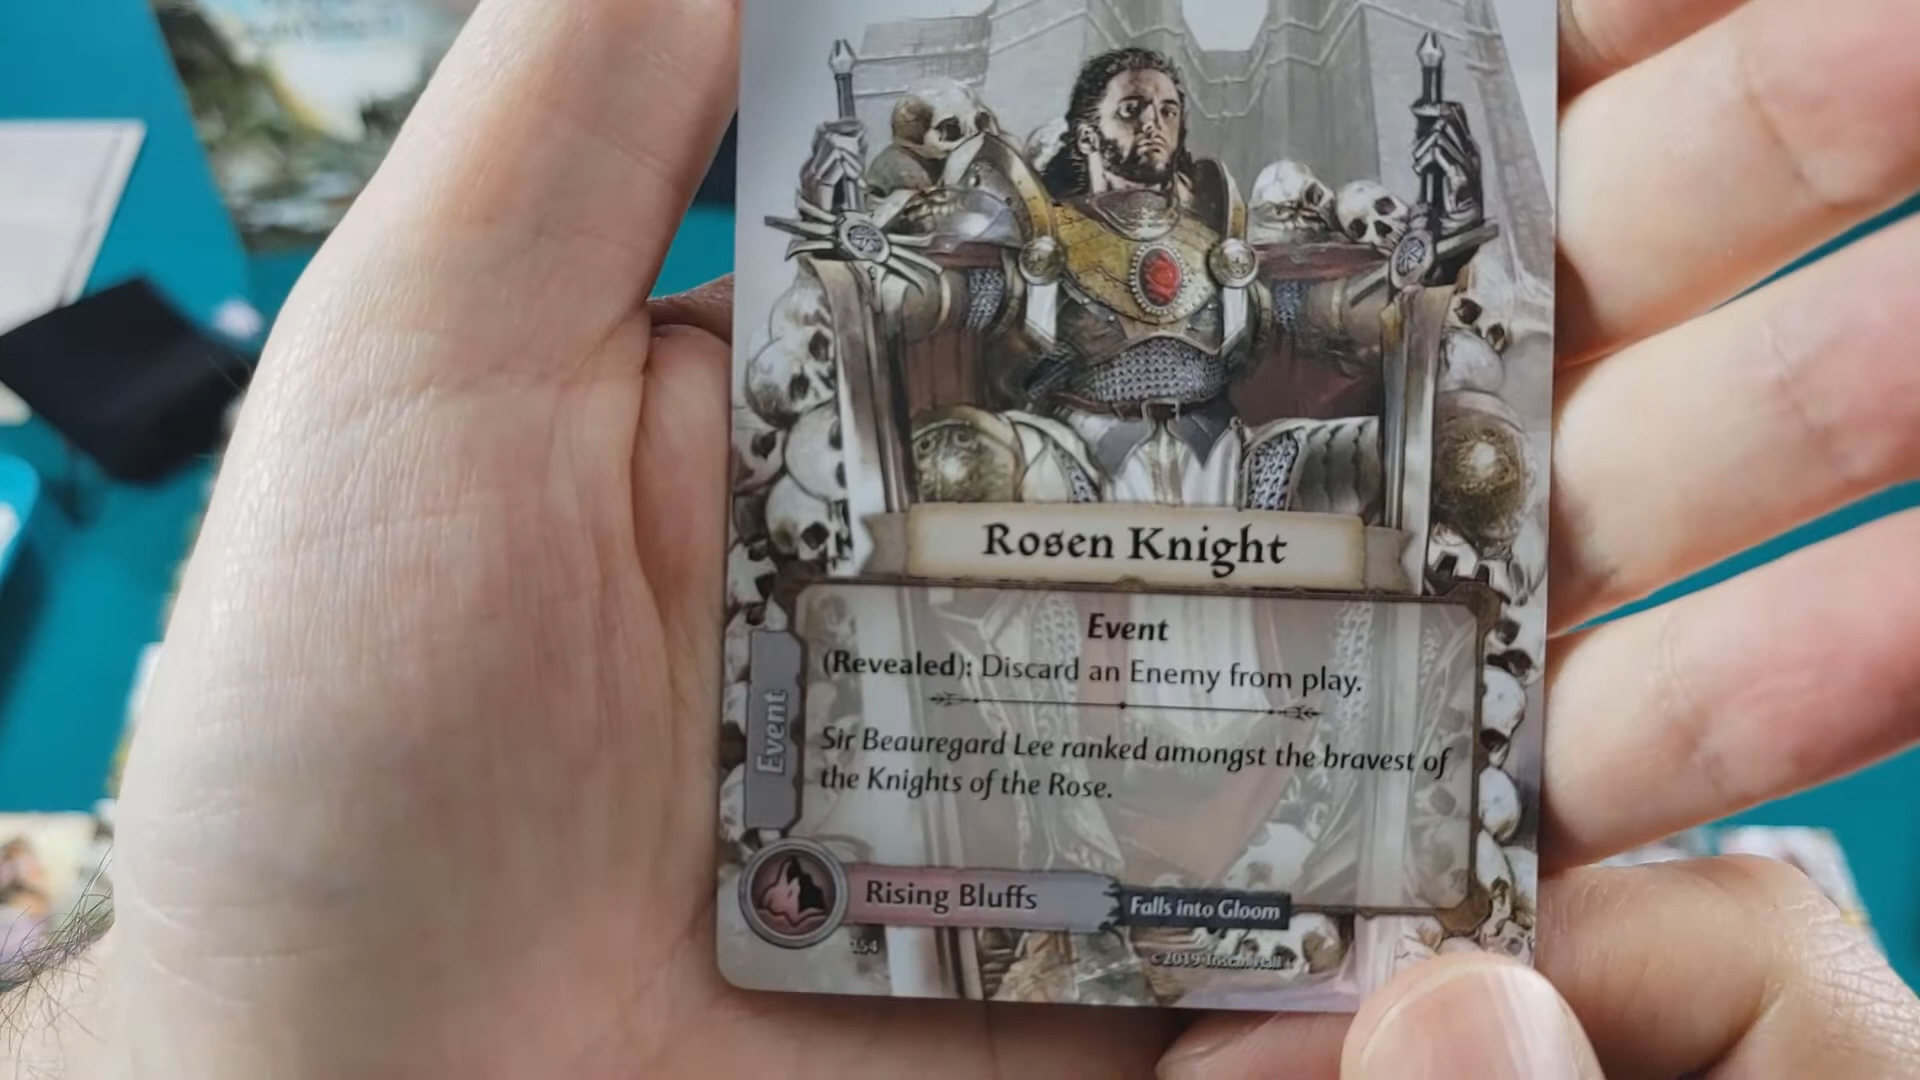 Rosen Knight
Event
(Revealed): Discard an Enemy from play.
Sir Beauregard Lee ranked amongst the bravest of
the Knights of the Rose.
Event
Rising Bluffs
Falls into Gloom
©2019